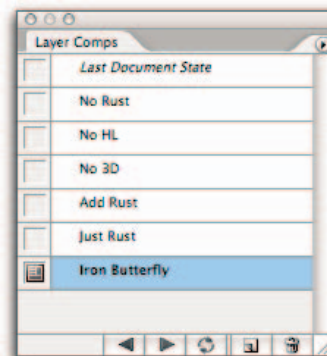 Layer Comps
Last Document State
No Rust
No HL
No 3D
Add Rust
Just Rust
Iron Butterfly